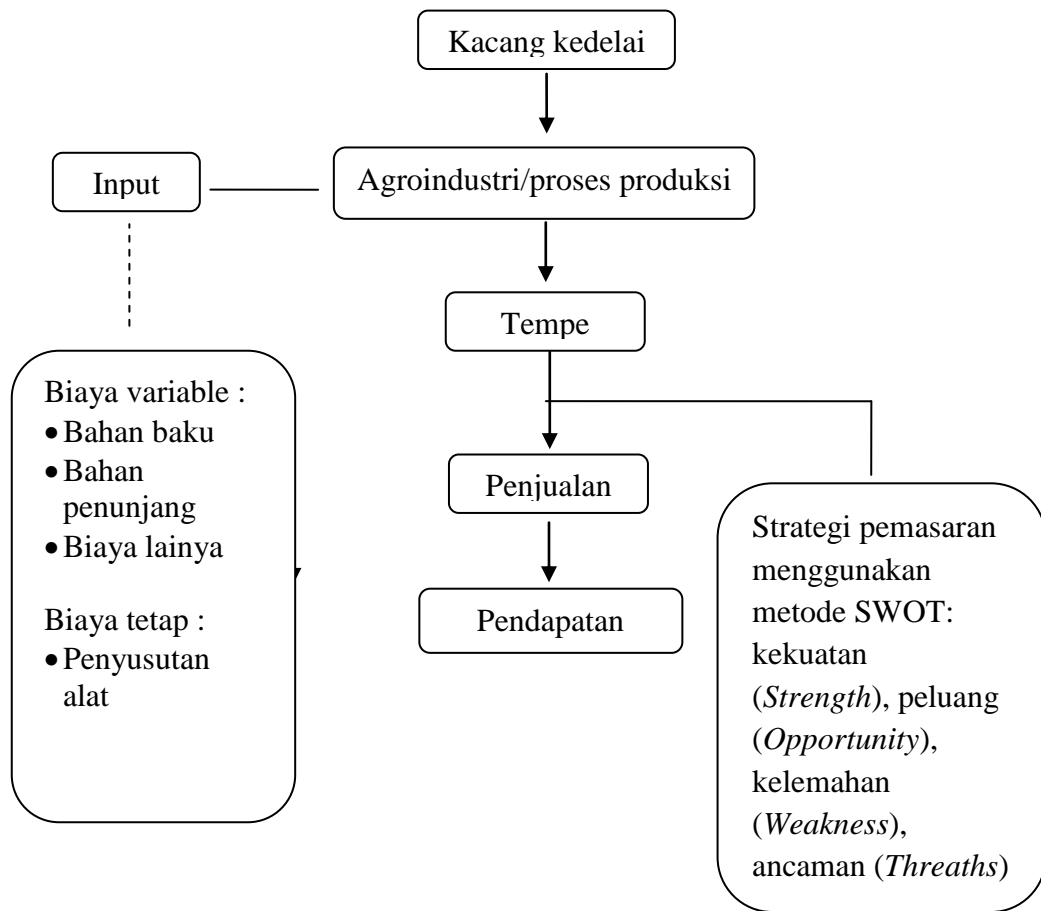 Kacang kedelai
Input
Agroindustri/proses produksi
Tempe
Biaya variable :
• Bahan baku
• Bahan
penunjang
• Biaya lainya
Biaya tetap :
• Penyusutan
alat
Penjualan
Pendapatan
Strategi pemasaran
menggunakan
metode SWOT:
kekuatan
(Strength), peluang
(Opportunity),
kelemahan
(Weakness),
ancaman (Threaths)